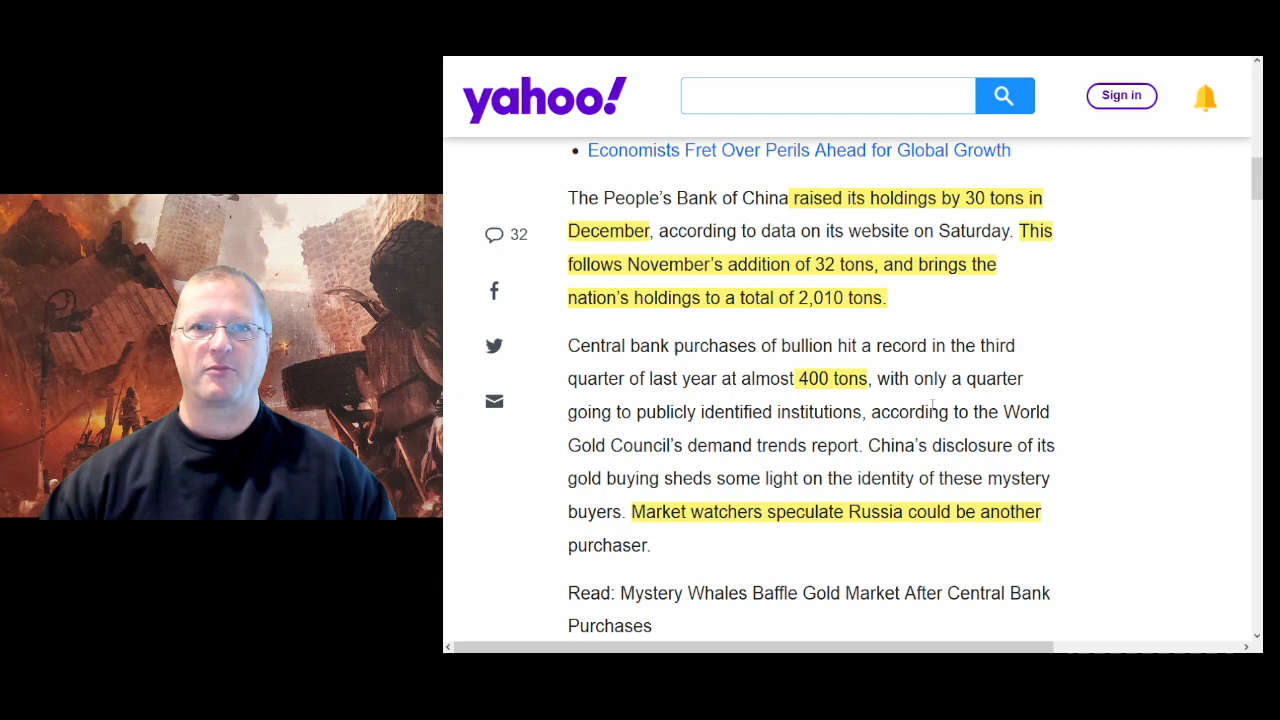 yahoo!
Sign in
Economists Fret Over Perils Ahead for Global Growth
The People's Bank of China raised its holdings by 30 tons in
December, according to data on its website on Saturday. This
follows November's addition of 32 tons, and brings the
nation's holdings to a total of 2,010 tons.
32
Central bank purchases of bullion hit a record in the third
quarter of last year at almost 400 tons, with only a quarter
going to publicly identified institutions, according to the World
Gold Council's demand trends report. China's disclosure of its
gold buying sheds some light on the identity of these mystery
buyers. Market watchers speculate Russia could be another
purchaser.
Read: Mystery Whales Baffle Gold Market After Central Bank
Purchases